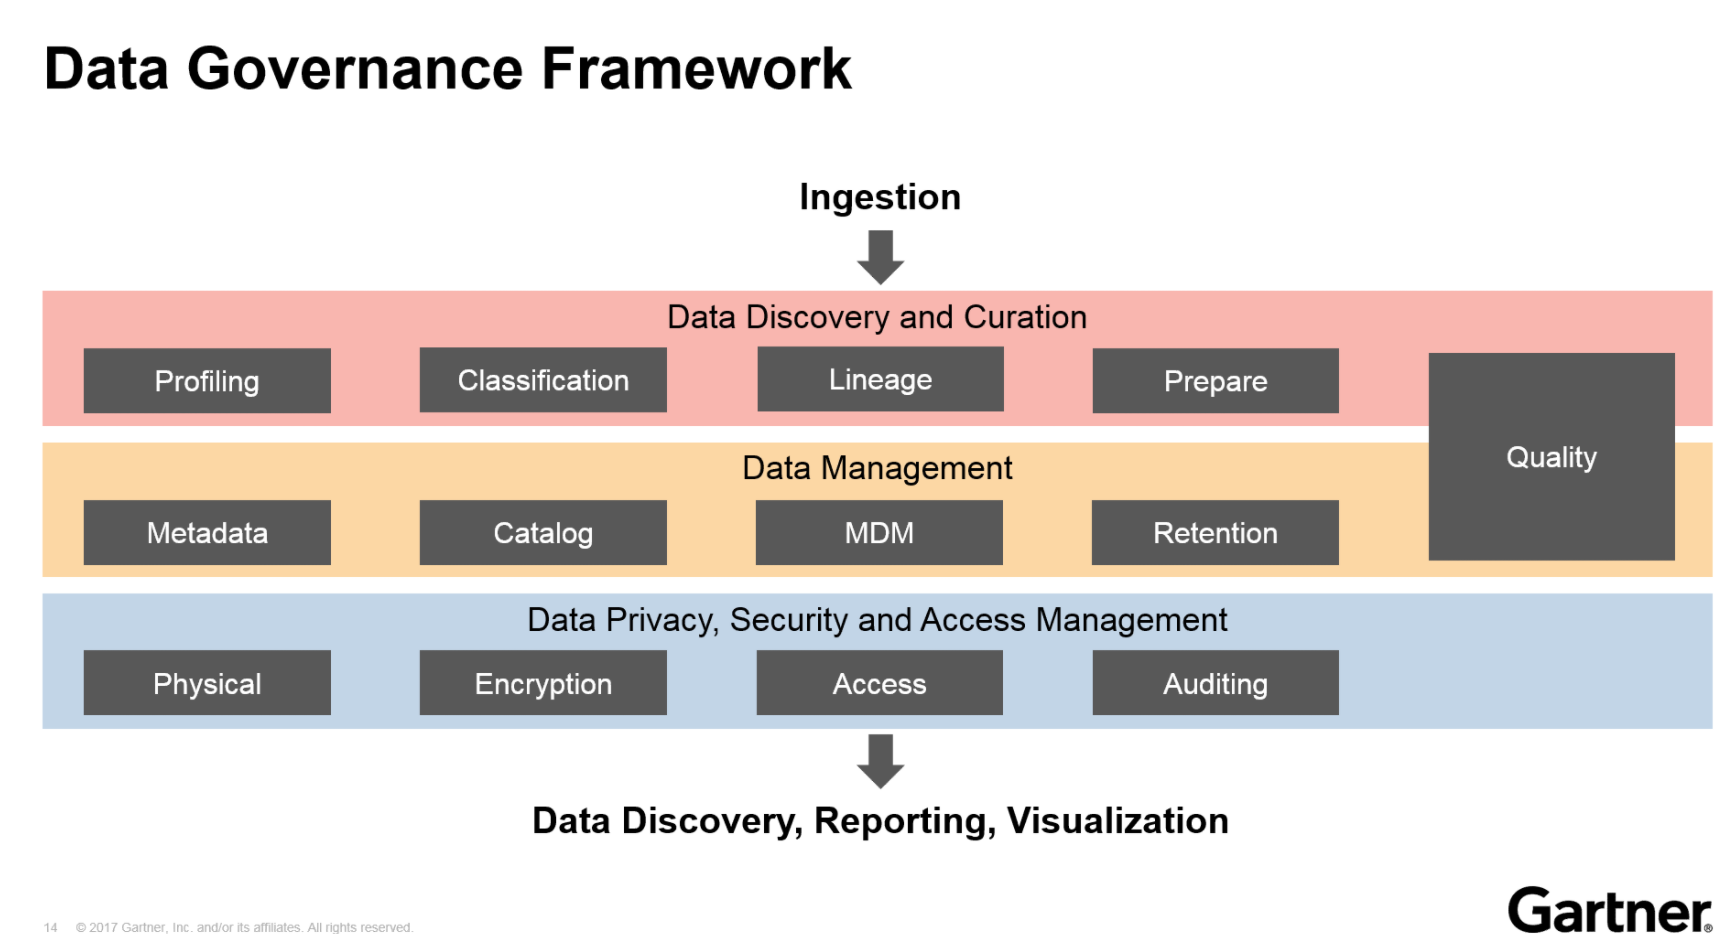 Data Governance Framework
Ingestion
Data Discovery and Curation
Profiling
Classification
Lineage
Prepare
Quality
Data Management
Metadata
Catalog
MDM
Retention
Data Privacy, Security and Access Management
Physical
Encryption
Access
Auditing
Data Discovery, Reporting, Visualization
14 © 2017 Gartner, Inc. and/or its affiliates. All rights reserved.
Gartner®